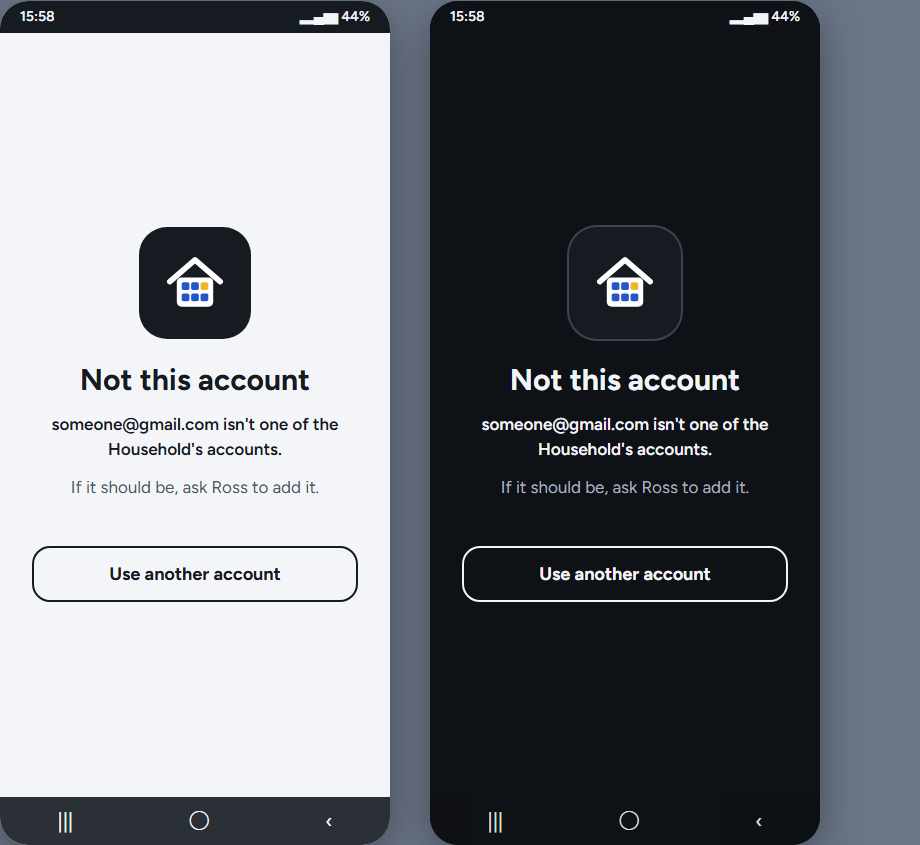 15:58
44%
Not this account
someone@gmail.com isn't one of the
Household's accounts.
If it should be, ask Ross to add it.
Use another account
15:58
44%
Not this account
someone@gmail.com isn't one of the
Household's accounts.
If it should be, ask Ross to add it.
Use another account